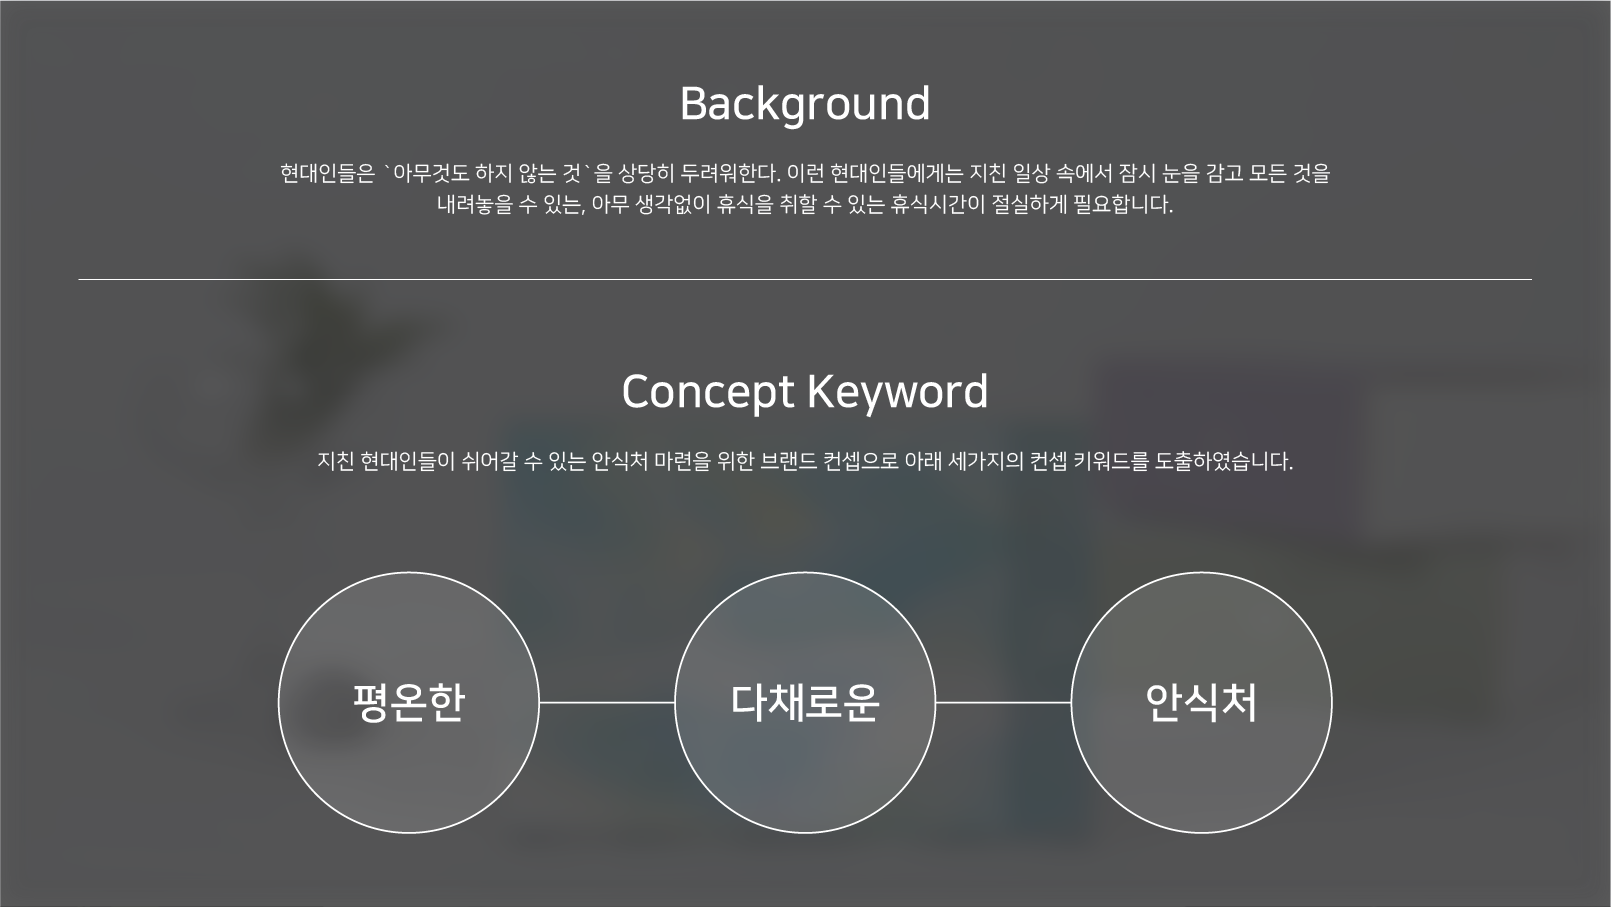 Background
현대인들은 `아무것도 하지 않는 것`을 상당히 두려워한다. 이런 현대인들에게는 지친 일상 속에서 잠시 눈을 감고 모든 것을
내려놓을 수 있는, 아무 생각없이 휴식을 취할 수 있는 휴식시간이 절실하게 필요합니다.
Concept Keyword
지친 현대인들이 쉬어갈 수 있는 안식처 마련을 위한 브랜드 컨셉으로 아래 세가지의 컨셉 키워드를 도출하였습니다.
평온한
다채로운
안식처